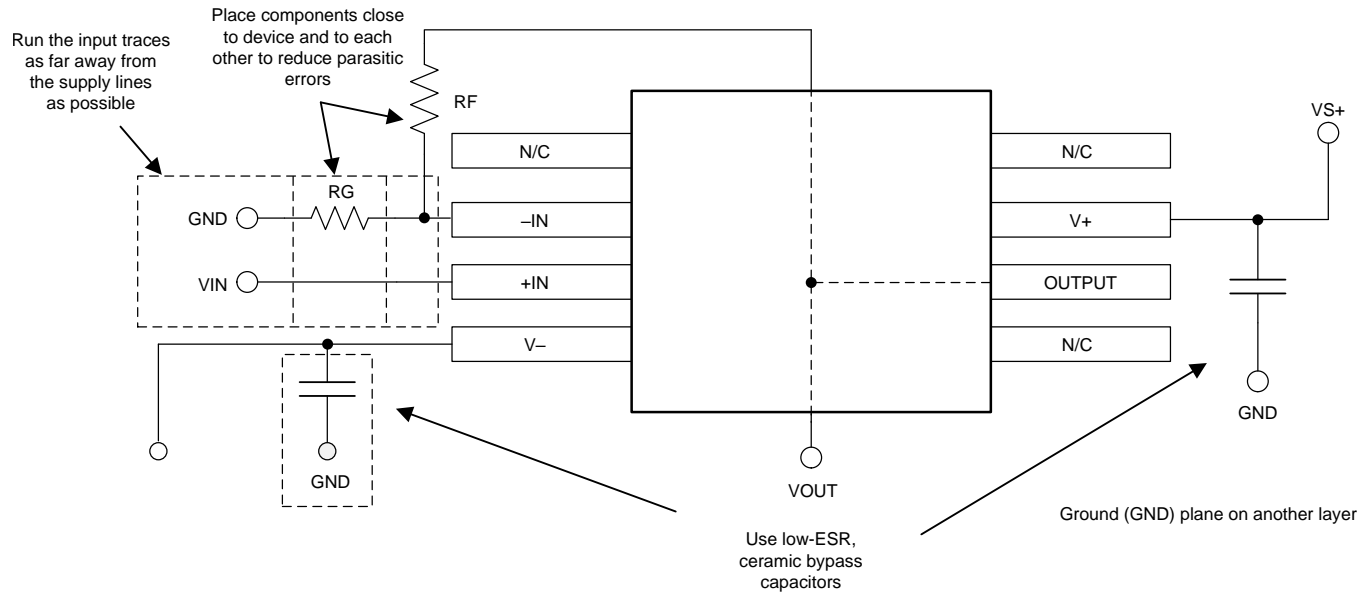 Place components close
to device and to each
other to reduce parasitic
errors
Run the input traces
as far away from
the supply lines
as possible
RF
VS+
N/C
N/C
RG
GND
–IN
V+
VIN
+IN
OUTPUT
V–
N/C
GND
GND
VOUT
Ground (GND) plane on another layer
Use low-ESR,
ceramic bypass
capacitors